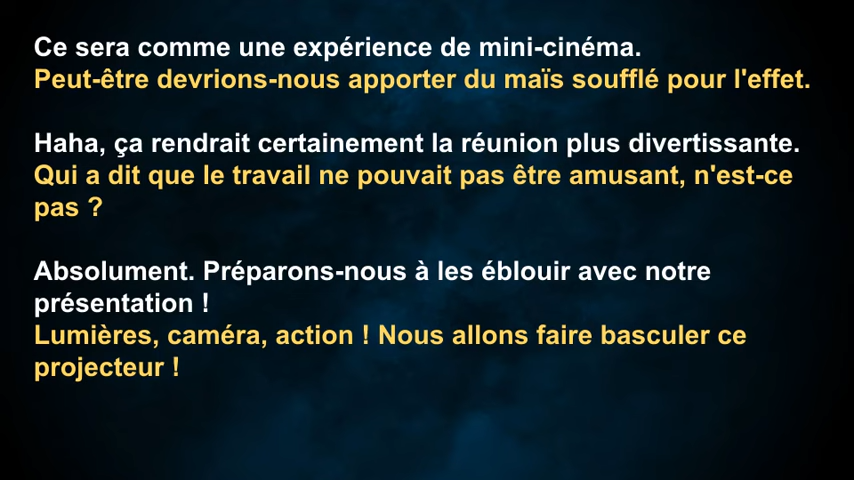 Ce sera comme une expérience de mini-cinéma.
Peut-être devrions-nous apporter du maïs soufflé pour l'effet.
Haha, ça rendrait certainement la réunion plus divertissante.
Qui a dit que le travail ne pouvait pas être amusant, n'est-ce
pas ?
Absolument. Préparons-nous à les éblouir avec notre
présentation !
Lumières, caméra, action ! Nous allons faire basculer ce
projecteur !